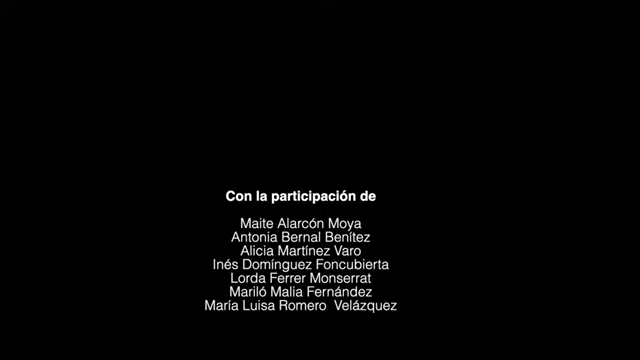 Con la participación de
Maite Alarcón Moya
Antonia Bernal Benítez
Alicia Martínez Varo
Inés Domínguez Foncubierta
Lorda Ferrer Monserrat
Mariló Malia Fernández
María Luisa Romero  Velázquez